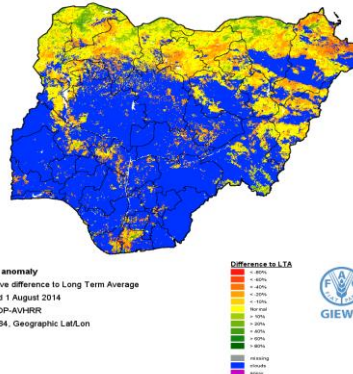 anomaly
ve difference to Long Term Average
d 1 August 2014
OP-AVHRR
84, Geographic Lat/Lon
Difference to LTA
< -80%
< -60%
< -40%
< -20%
< -10%
Normal
> 10%
> 20%
> 40%
> 60%
> 80%
missing
clouds
GIEW